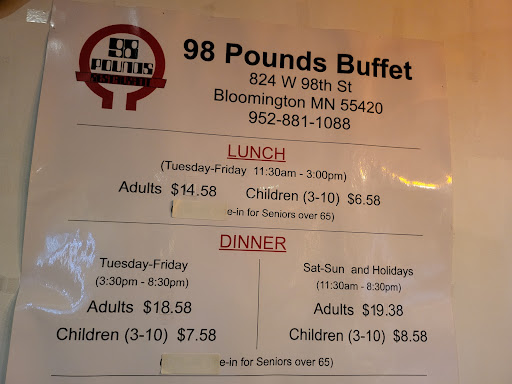 98
POUNDS
98 Pounds Buffet
824 W 98th St
Bloomington MN 55420
952-881-1088
LUNCH
(Tuesday-Friday 11:30am - 3:00pm)
Adults $14.58 Children (3-10) $6.58
e-in for Seniors over 65)
DINNER
Tuesday-Friday
(3:30pm - 8:30pm)
Adults $18.58
Children (3-10) $7.58
Sat-Sun and Holidays
(11:30am - 8:30pm)
Adults $19.38
Children (3-10) $8.58
(e-in for Seniors over 65)